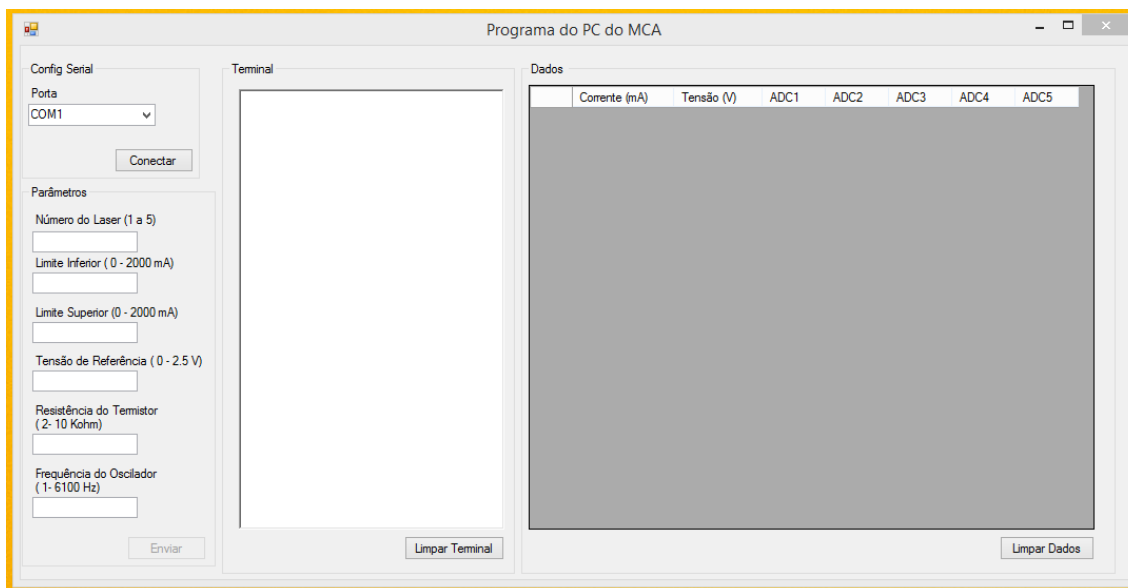 Programa do PC do MCA
Config Serial
Porta
COM1
Conectar
Parâmetros
Número do Laser (1 a 5)
Limite Inferior ( 0 - 2000 mA)
Limite Superior (0 - 2000 mA)
Tensão de Referência ( 0 - 2.5 V)
Resistência do Termistor
( 2- 10 Kohm)
Frequência do Oscilador
( 1- 6100 Hz)
Enviar
Terminal
Limpar Terminal
Dados
Corrente (mA) Tensão (V) ADC1 ADC2 ADC3 ADC4 ADC5
Limpar Dados